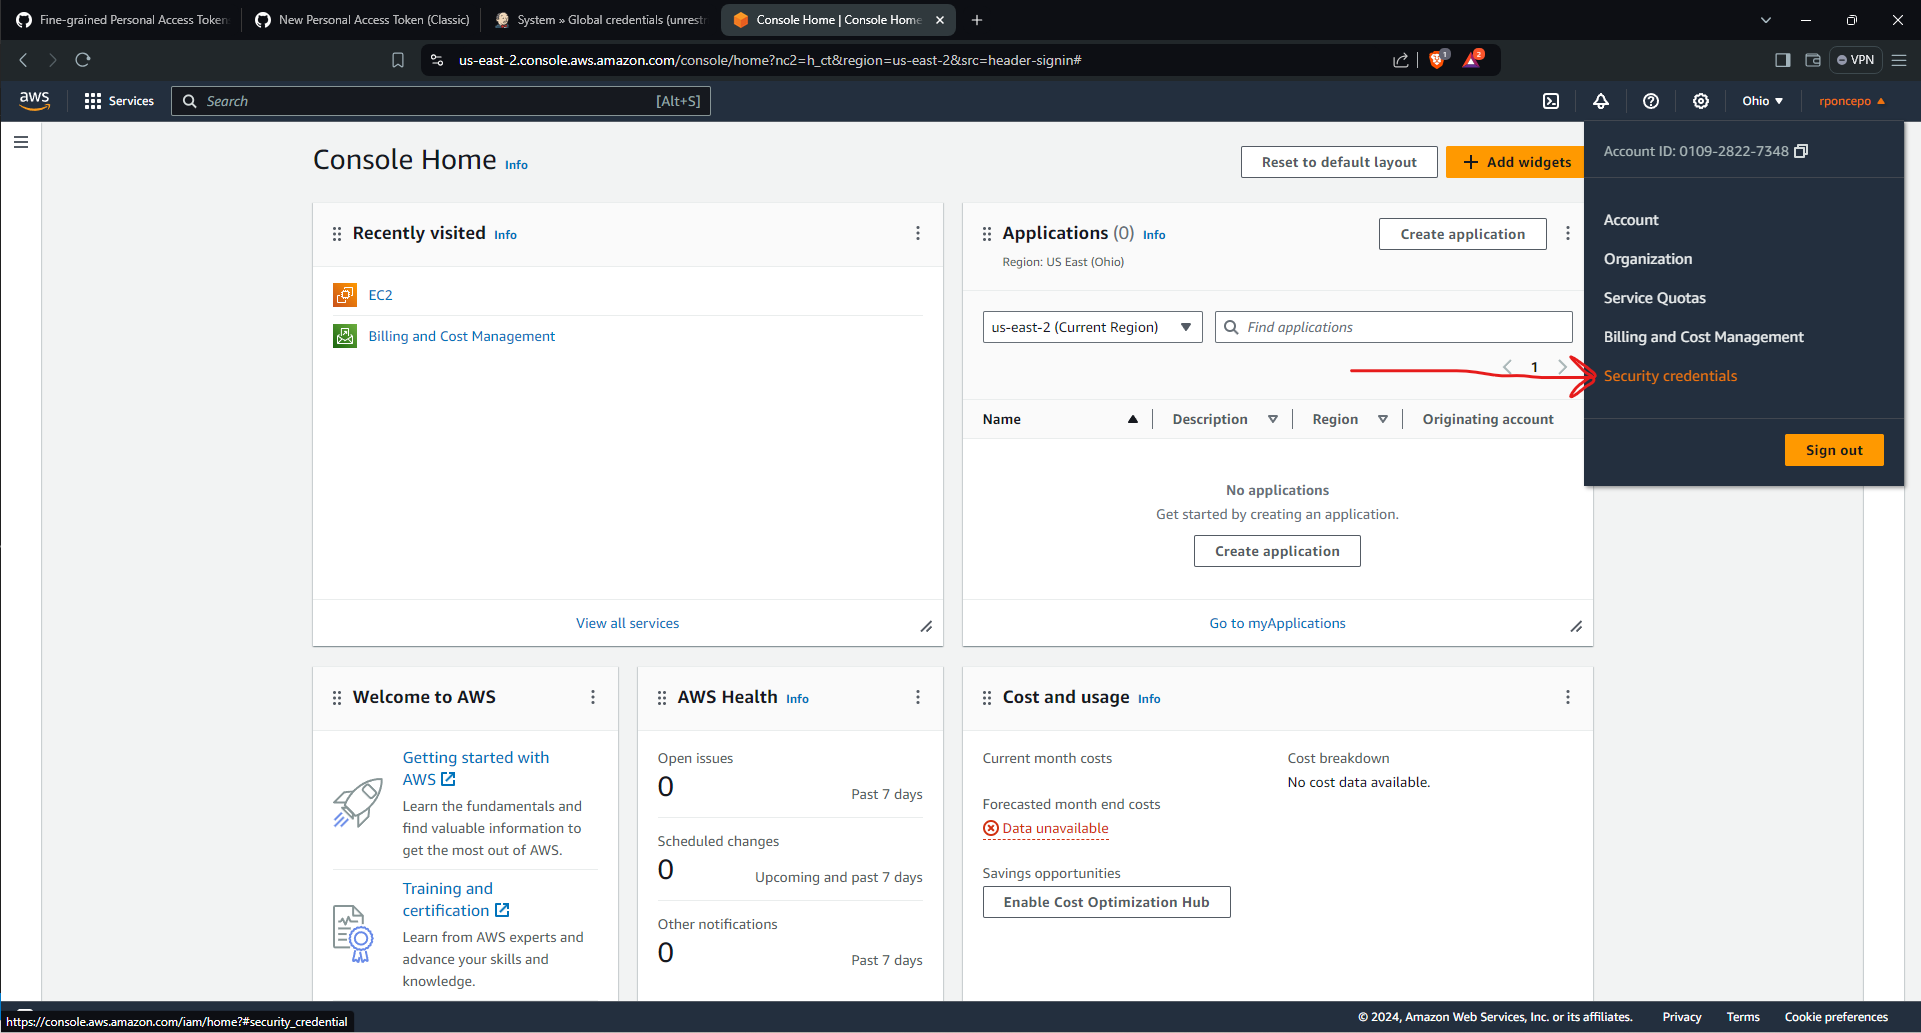 Fine-grained Personal Access Token
New Personal Access Token (Classic)
System » Global credentials (unrestr
Console Home | Console Home
us-east-2.console.aws.amazon.com/console/home?nc2=h_ct&region=us-east-2&src=header-signin#
1
2
VPN
aws
Services
Search
[Alt+S]
Ohio
rponcepo
Account ID: 0109-2822-7348
Account
Organization
Service Quotas
Billing and Cost Management
Security credentials
Sign out
Console Home Info
Reset to default layout
Add widgets
Recently visited Info
EC2
Billing and Cost Management
View all services
Applications (0) Info
Region: US East (Ohio)
Create application
us-east-2 (Current Region)
Find applications
1
Name
Description
Region
Originating account
No applications
Get started by creating an application.
Create application
Go to myApplications
Welcome to AWS
Getting started with
AWS
Learn the fundamentals and
find valuable information to
get the most out of AWS.
Training and
certification
Learn from AWS experts and
advance your skills and
knowledge.
AWS Health Info
Open issues
0
Past 7 days
Scheduled changes
0
Upcoming and past 7 days
Other notifications
0
Past 7 days
Cost and usage Info
Current month costs
Forecasted month end costs
Data unavailable
Savings opportunities
Enable Cost Optimization Hub
Cost breakdown
No cost data available.
https://console.aws.amazon.com/iam/home?#security_credential
© 2024, Amazon Web Services, Inc. or its affiliates.
Privacy
Terms
Cookie preferences